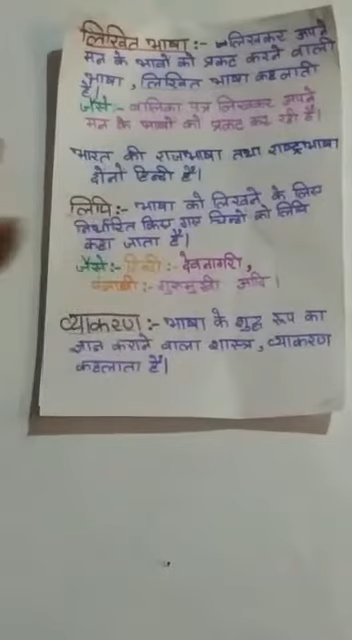 लिखित भाषा :- लिखकर अपने
मन के भावों को प्रकट करने वाली
भाषा, लिखित भाषा कहलाती
है।
जैसे:- बालिका पत्र लिखकर अपने
मन के भावों को प्रकट कर रही है।
भारत की राजभाषा तथा राष्ट्रभाषा
दोनों हिन्दी है।
लिपि:- भाषा को लिखने के लिए
निर्धारित किए गए चिन्हों को लिपि
कहा जाता है।
जैसे:- हिन्दी :- देवनागरी,
पंजाबी :- गुरुमुखी आदि।
व्याकरण :- भाषा के शुद्ध रूप का
ज्ञान कराने वाला शास्त्र, व्याकरण
कहलाता है।